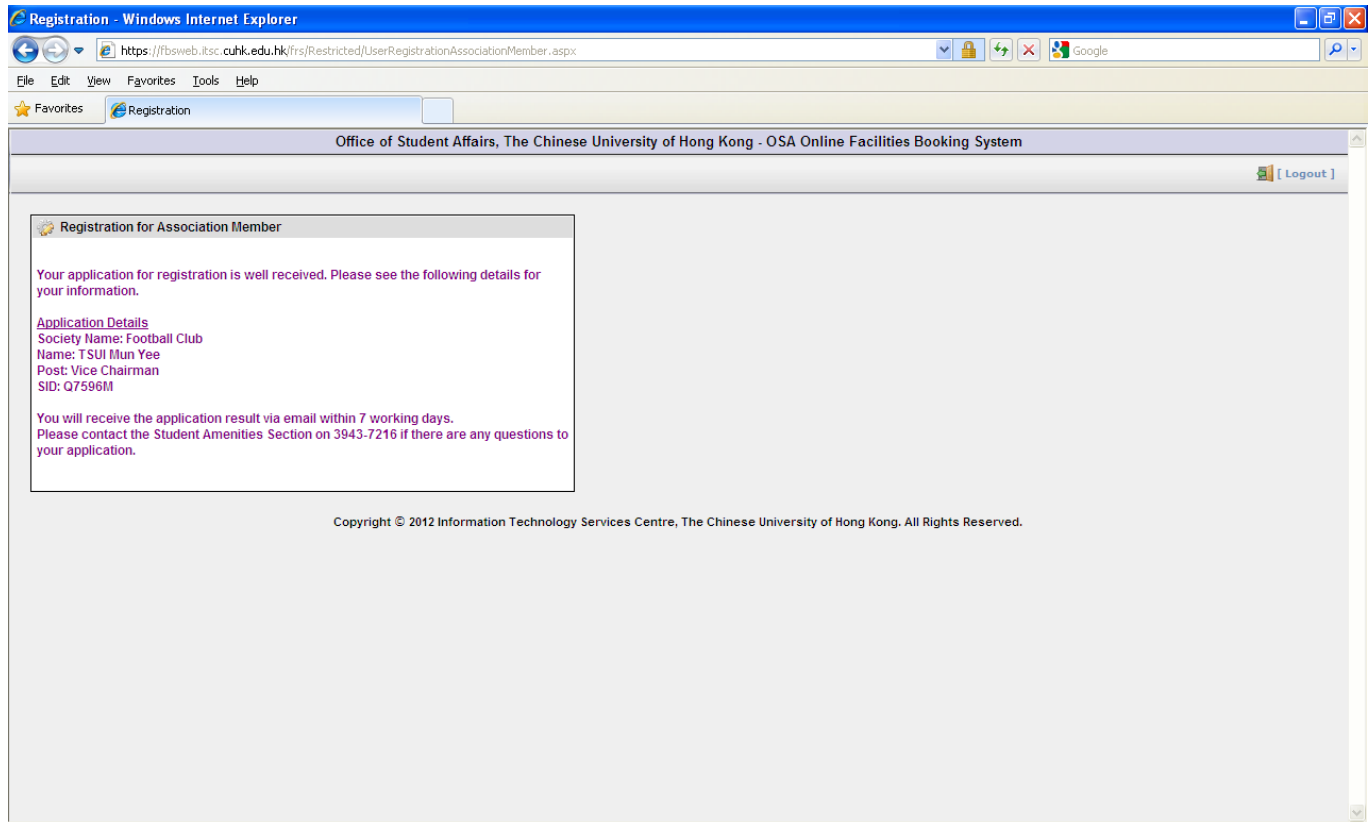 Registration - Windows Internet Explorer
https://fbsweb.itsc.cuhk.edu.hk/frs/Restricted/UserRegistrationAssociationMember.aspx
Google
File Edit View Favorites Tools Help
Favorites
Registration
Office of Student Affairs, The Chinese University of Hong Kong - OSA Online Facilities Booking System
[ Logout ]
Registration for Association Member
Your application for registration is well received. Please see the following details for
your information.
Application Details
Society Name: Football Club
Name: TSUI Mun Yee
Post: Vice Chairman
SID: Q7596M
You will receive the application result via email within 7 working days.
Please contact the Student Amenities Section on 3943-7216 if there are any questions to
your application.
Copyright © 2012 Information Technology Services Centre, The Chinese University of Hong Kong. All Rights Reserved.